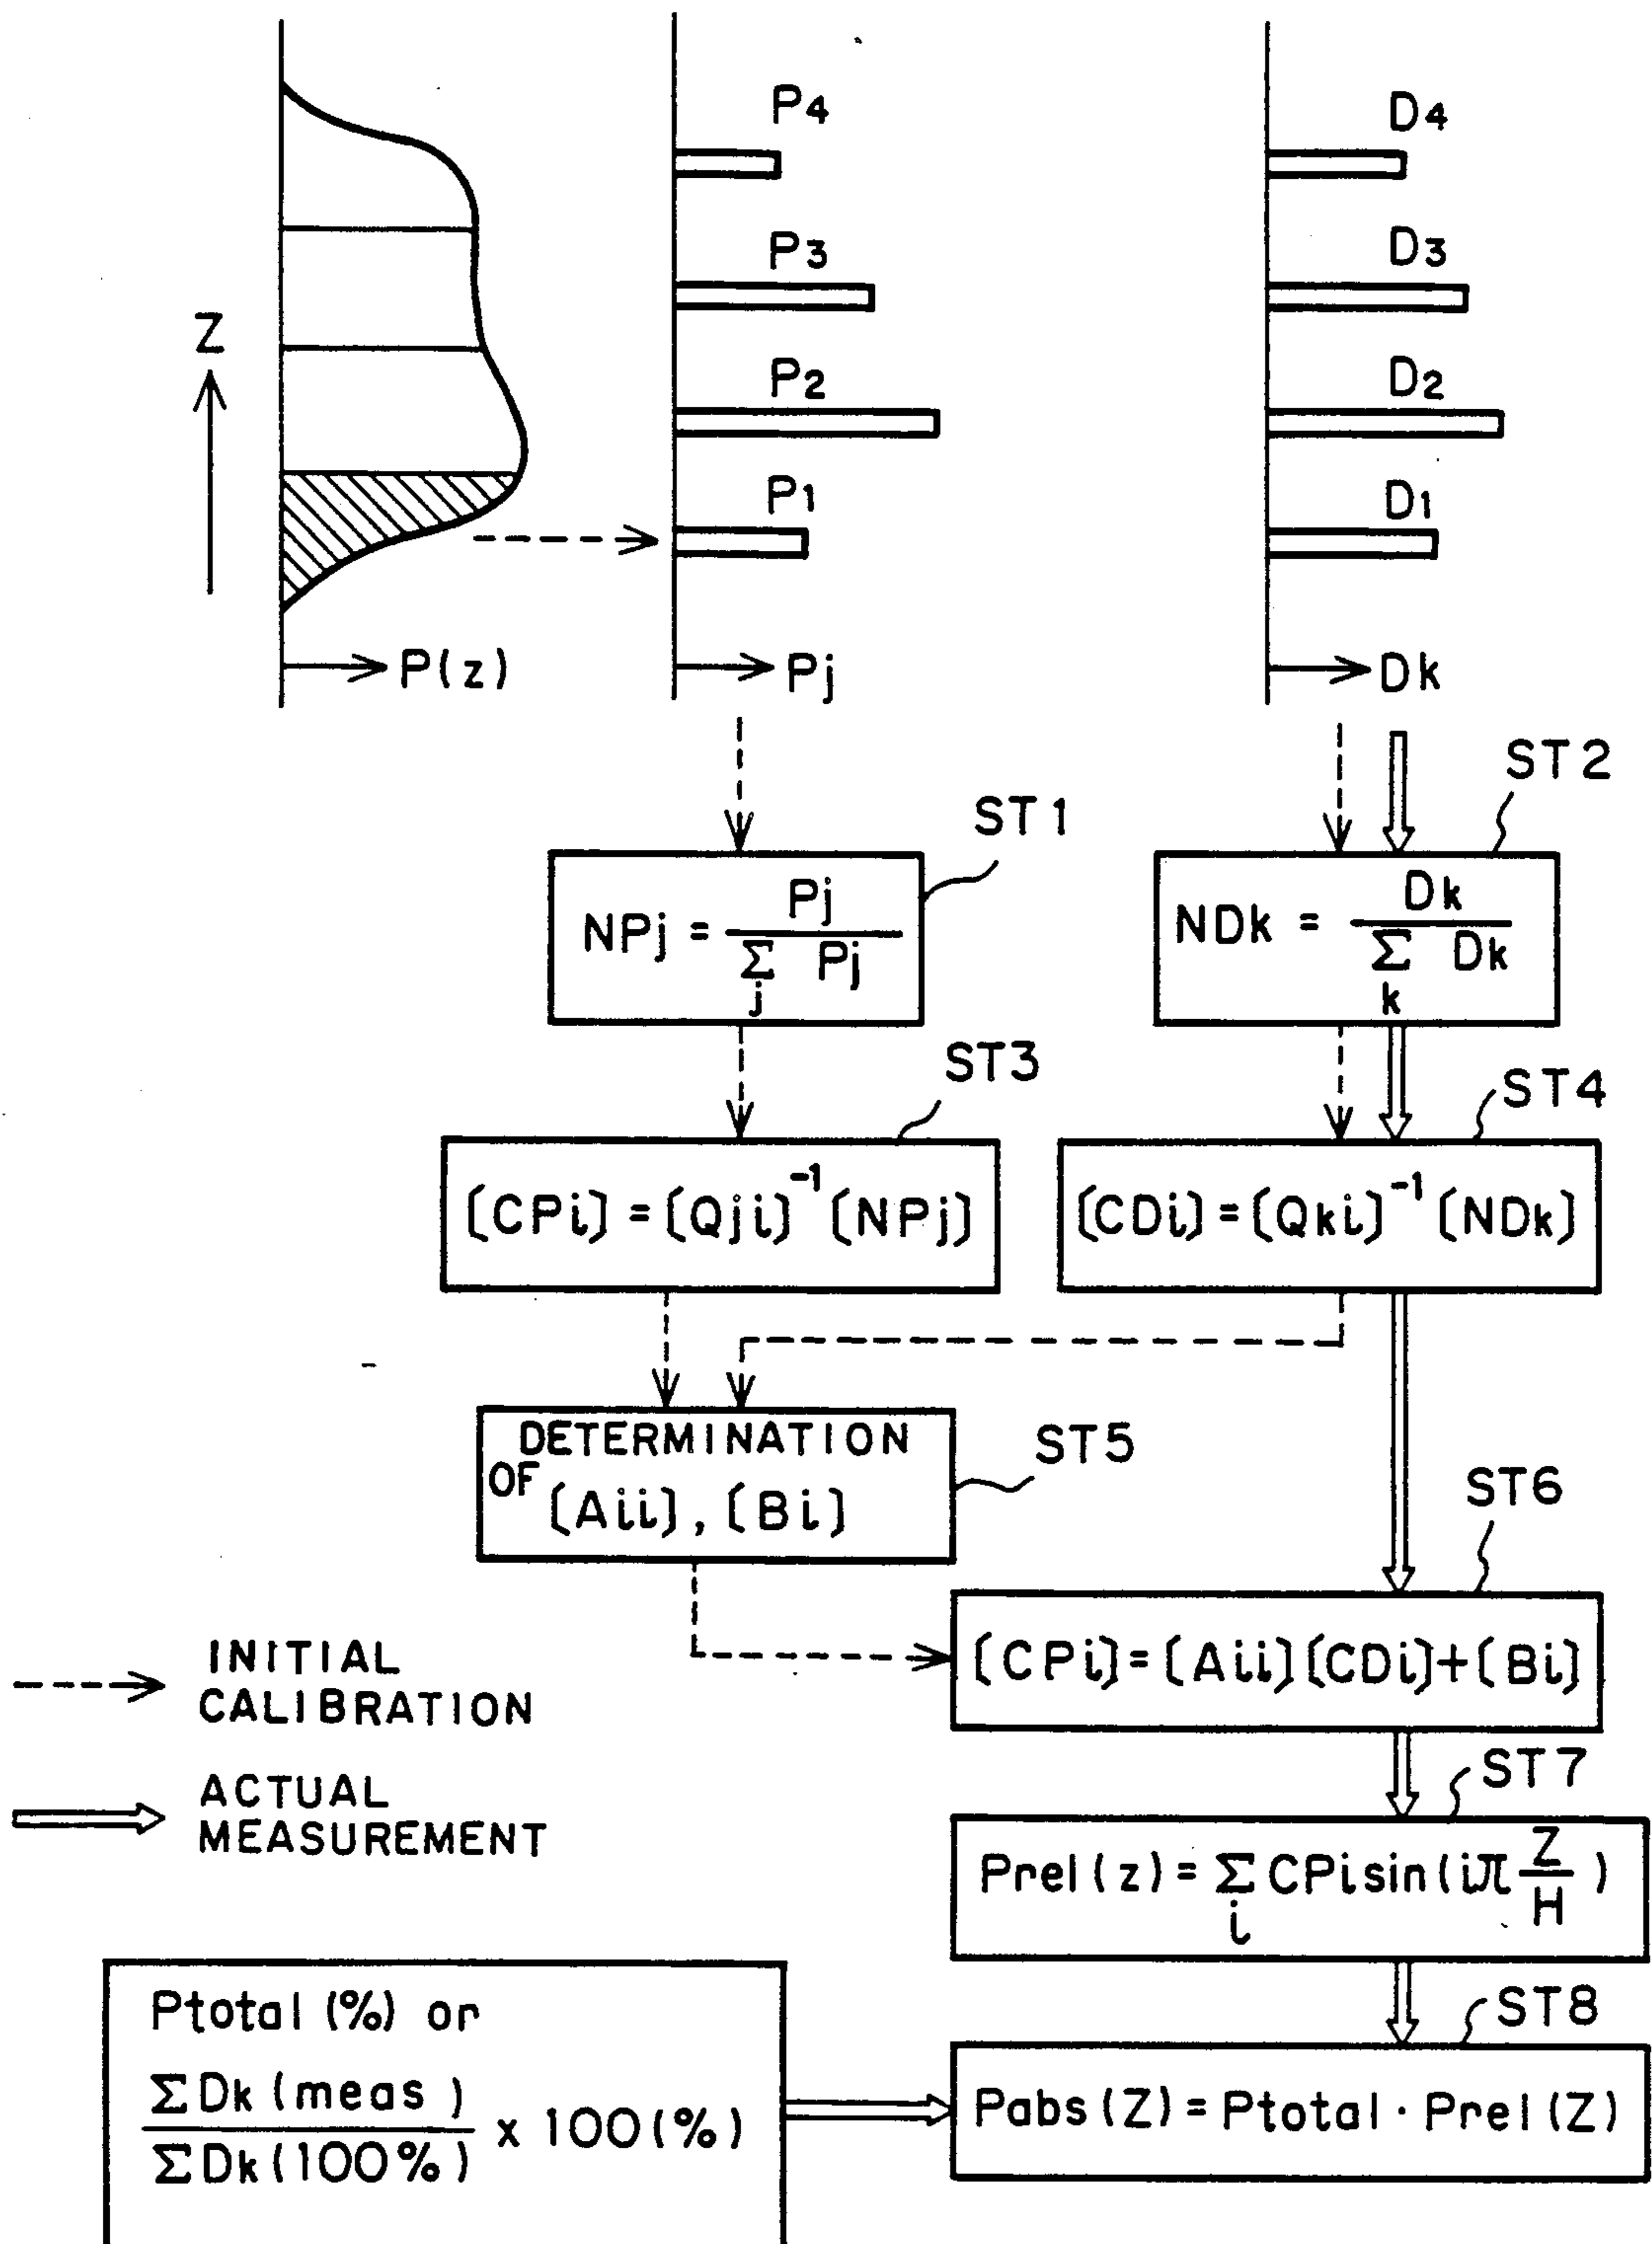 P4
D4
P3
D3
Z
P2
D2
P1
D1
P(z)
Pj
Dk
ST1
ST2
NPj = Pj / Σj Pj
NDk = Dk / Σk Dk
ST3
ST4
[CPi] = [Qji]⁻¹ [NPj]
[CDi] = [Qki]⁻¹ [NDk]
DETERMINATION
OF [Aii], [Bi]
ST5
ST6
INITIAL
CALIBRATION
[CPi] = [Aii][CDi]+[Bi]
ACTUAL
MEASUREMENT
ST7
Prel(z) = Σi CPi sin(iπ Z/H)
ST8
Ptotal (%) or
ΣDk (meas) / ΣDk (100%) x 100 (%)
Pabs (Z) = Ptotal · Prel (Z)